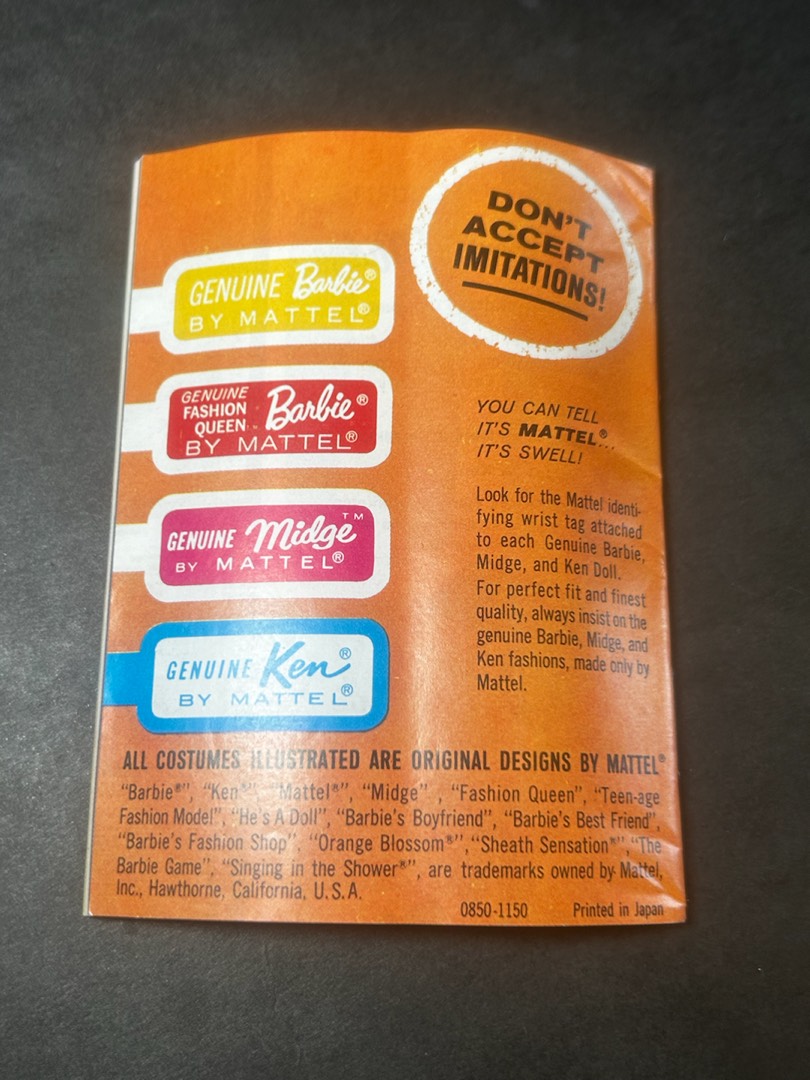 DON'T
ACCEPT
IMITATIONS!
GENUINE Barbie®
BY MATTEL®
GENUINE
FASHION
QUEEN™ Barbie®
BY MATTEL®
GENUINE Midge™
BY MATTEL®
GENUINE Ken®
BY MATTEL®
YOU CAN TELL
IT'S MATTEL®...
IT'S SWELL!
Look for the Mattel identi-
fying wrist tag attached
to each Genuine Barbie,
Midge, and Ken Doll.
For perfect fit and finest
quality, always insist on the
genuine Barbie, Midge, and
Ken fashions, made only by
Mattel.
ALL COSTUMES ILLUSTRATED ARE ORIGINAL DESIGNS BY MATTEL®
"Barbie®", "Ken®" "Mattel®", "Midge" , "Fashion Queen", "Teen-age
Fashion Model", "He's A Doll", "Barbie's Boyfriend", "Barbie's Best Friend",
"Barbie's Fashion Shop", "Orange Blossom®", "Sheath Sensation®", "The
Barbie Game", "Singing in the Shower®", are trademarks owned by Mattel,
Inc., Hawthorne, California, U.S.A.
0850-1150 Printed in Japan